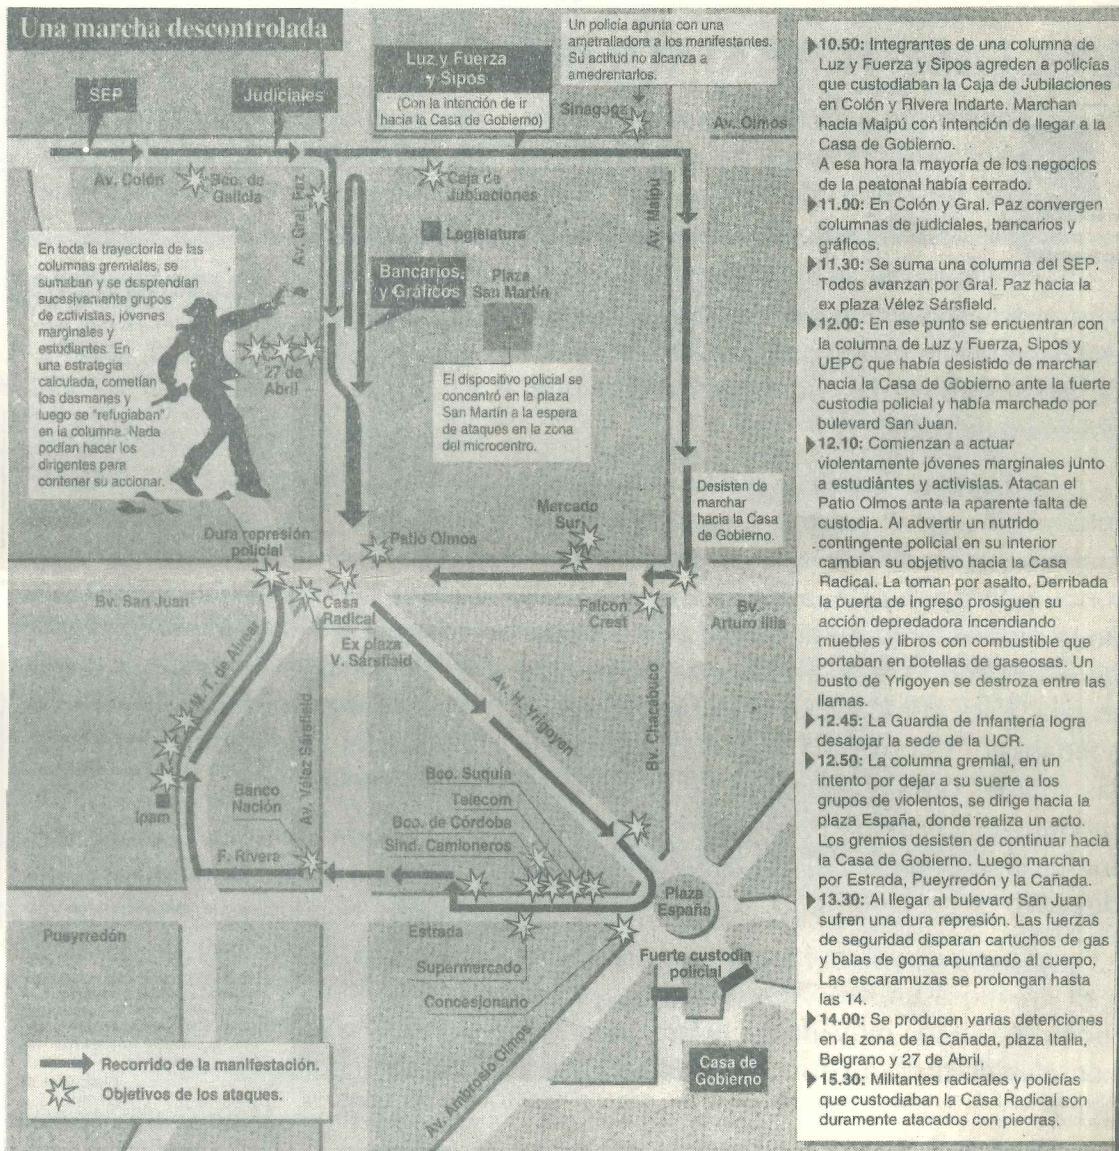 Una marcha descontrolada
SEP
Judiciales
Luz y Fuerza
y Sipos
(Con la intención de ir
hacia la Casa de Gobierno)
Un policía apunta con una
ametralladora a los manifestantes.
Su actitud no alcanza a
amedrentarlos.
Sinagoga
Av. Olmos
Av. Colón
Bco. de
Galicia
Av. Gral. Paz
Caja de
Jubilaciones
Legislatura
Av. Maipú
Bancarios,
y Gráficos
Plaza
San Martín
En toda la trayectoria de las
columnas gremiales, se
sumaban y se desprendían
sucesivamente grupos
de activistas, jóvenes
marginales y
estudiantes. En
una estrategia
calculada, cometían
los desmanes y
luego se "refugiaban"
en la columna. Nada
podían hacer los
dirigentes para
contener su accionar.
27 de
Abril
El dispositivo policial se
concentró en la plaza
San Martín a la espera
de ataques en la zona
del microcentro.
Desisten de
marchar
hacia la Casa
de Gobierno.
Dura represión
policial
Patio Olmos
Mercado
Sur
Bv. San Juan
Casa
Radical
Ex plaza
V. Sársfield
Falcon
Crest
Bv.
Arturo Illia
M. T. de Alvear
Av. Vélaz Sársfield
Av. H. Yrigoyen
Bv. Chacabuco
Ipam
Banco
Nación
F. Rivera
Bco. Suquía
Telecom
Bco. de Córdoba
Sind. Camioneros
Plaza
España
Pueyrredón
Estrada
Supermercado
Concesionario
Fuerte custodia
policial
Av. Ambrosio Olmos
Casa de
Gobierno
Recorrido de la manifestación.
Objetivos de los ataques.
10.50: Integrantes de una columna de
Luz y Fuerza y Sipos agreden a policías
que custodiaban la Caja de Jubilaciones
en Colón y Rivera Indarte. Marchan
hacia Maipú con intención de llegar a la
Casa de Gobierno.
A esa hora la mayoría de los negocios
de la peatonal había cerrado.
11.00: En Colón y Gral. Paz convergen
columnas de judiciales, bancarios y
gráficos.
11.30: Se suma una columna del SEP.
Todos avanzan por Gral. Paz hacia la
ex plaza Vélez Sársfield.
12.00: En ese punto se encuentran con
la columna de Luz y Fuerza, Sipos y
UEPC que había desistido de marchar
hacia la Casa de Gobierno ante la fuerte
custodia policial y había marchado por
bulevard San Juan.
12.10: Comienzan a actuar
violentamente jóvenes marginales junto
a estudiantes y activistas. Atacan el
Patio Olmos ante la aparente falta de
custodia. Al advertir un nutrido
contingente policial en su interior
cambian su objetivo hacia la Casa
Radical. La toman por asalto. Derribada
la puerta de ingreso prosiguen su
acción depredadora incendiando
muebles y libros con combustible que
portaban en botellas de gaseosas. Un
busto de Yrigoyen se destroza entre las
llamas.
12.45: La Guardia de Infantería logra
desalojar la sede de la UCR.
12.50: La columna gremial, en un
intento por dejar a su suerte a los
grupos de violentos, se dirige hacia la
plaza España, donde realiza un acto.
Los gremios desisten de continuar hacia
la Casa de Gobierno. Luego marchan
por Estrada, Pueyrredón y la Cañada.
13.30: Al llegar al bulevard San Juan
sufren una dura represión. Las fuerzas
de seguridad disparan cartuchos de gas
y balas de goma apuntando al cuerpo.
Las escaramuzas se prolongan hasta
las 14.
14.00: Se producen varias detenciones
en la zona de la Cañada, plaza Italia,
Belgrano y 27 de Abril.
15.30: Militantes radicales y policías
que custodiaban la Casa Radical son
duramente atacados con piedras.